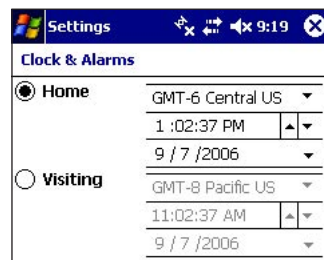 Settings 9:19
Clock & Alarms
Home GMT-6 Central US
1 :02:37 PM
9 / 7 /2006
Visiting GMT-8 Pacific US
11:02:37 AM
9 / 7 /2006